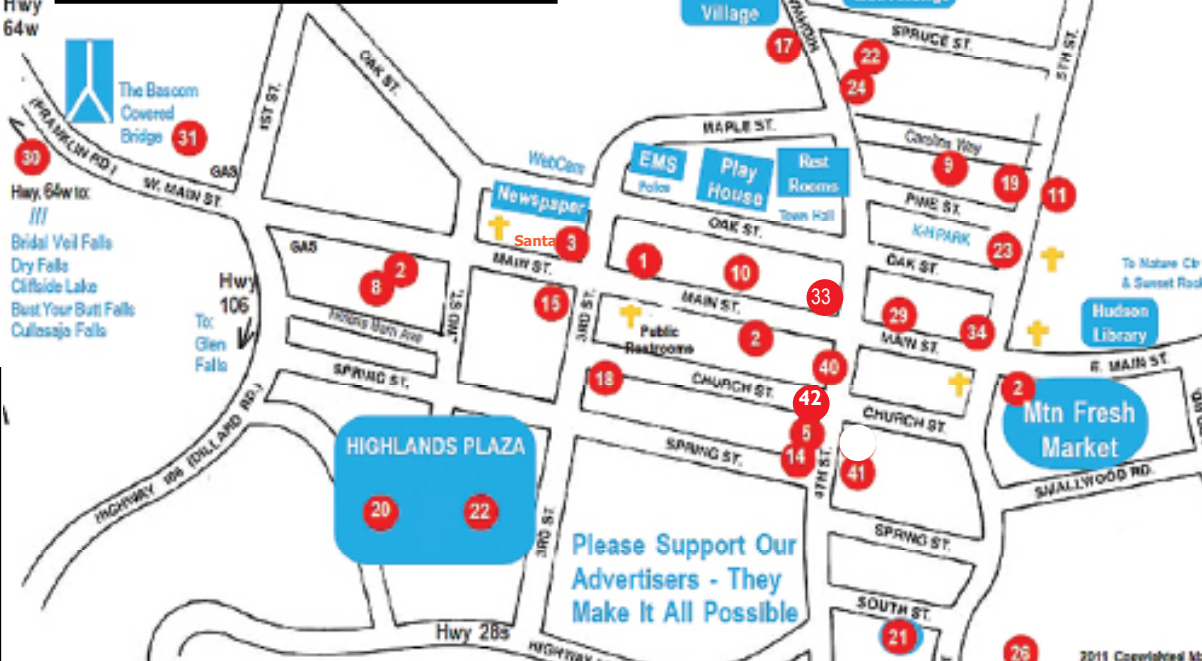 Hwy
64w
Village
17
HIGHWAY
SPRUCE ST.
5TH ST.
22
24
OAK ST.
The Bascom
Covered
Bridge
31
1ST ST.
(FRANKLIN RD.)
30
GAS
W. MAIN ST.
MAPLE ST.
Carolina Way
WebCam
EMS
Police
Play
House
Rest
Rooms
Town Hall
9
19
11
PINE ST.
K-H PARK
23
Hwy. 64w to:
///
Bridal Veil Falls
Dry Falls
Cliffside Lake
Bust Your Butt Falls
Cullasaja Falls
Newspaper
Santa
3
OAK ST.
OAK ST.
GAS
2
8
MAIN ST.
1
10
33
To Nature Ctr
& Sunset Rock
Hwy
106
To:
Glen
Falls
2ND ST.
15
3RD ST.
MAIN ST.
29
34
Hudson
Library
Public
Restrooms
2
MAIN ST.
E. MAIN ST.
SPRING ST.
18
CHURCH ST.
40
42
2
Mtn Fresh
Market
CHURCH ST.
5
14
41
4TH ST.
SPRING ST.
SMALLWOOD RD.
HIGHWAY 106 (DILLARD RD.)
HIGHLANDS PLAZA
20
22
3RD ST.
Please Support Our
Advertisers - They
Make It All Possible
SPRING ST.
SOUTH ST.
21
Hwy 28s
HIGHWAY
26